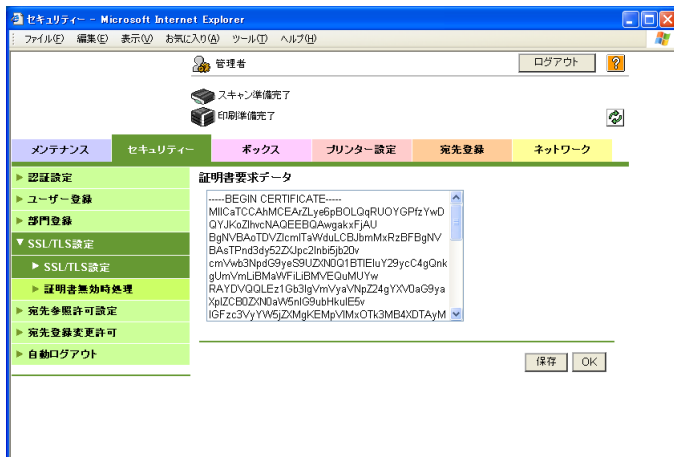 セキュリティー - Microsoft Internet Explorer
ファイル(F) 編集(E) 表示(V) お気に入り(A) ツール(T) ヘルプ(H)
管理者
ログアウト
?
スキャン準備完了
印刷準備完了
メンテナンス セキュリティー ボックス プリンター設定 宛先登録 ネットワーク
認証設定
ユーザー登録
部門登録
SSL/TLS設定
SSL/TLS設定
証明書無効時処理
宛先参照許可設定
宛先登録変更許可
自動ログアウト
証明書要求データ
-----BEGIN CERTIFICATE-----
MIICaTCCAhMCEArZLye6pBOLQqRUOYGPfzYwD
QYJKoZIhvcNAQEEBQAwgakxFjAU
BgNVBAoTDVZlcmlTaWduLCBJbmMxRzBFBgNV
BAsTPnd3dy52ZXJpc2lnbi5jb20v
cmVwb3NpdG9yeS9UZXN0Q1BTIEluY29ycC4gQnk
gUmVmLiBMaWFiLiBMVEQuMUYw
RAYDVQQLEz1Gb3IgVmVyaVNpZ24gYXV0aG9ya
XplZCB0ZXN0aW5nIG9ubHkuIE5v
IGFzc3VyYW5jZXMgKEMpVlMxOTk3MB4XDTAyM
保存 OK